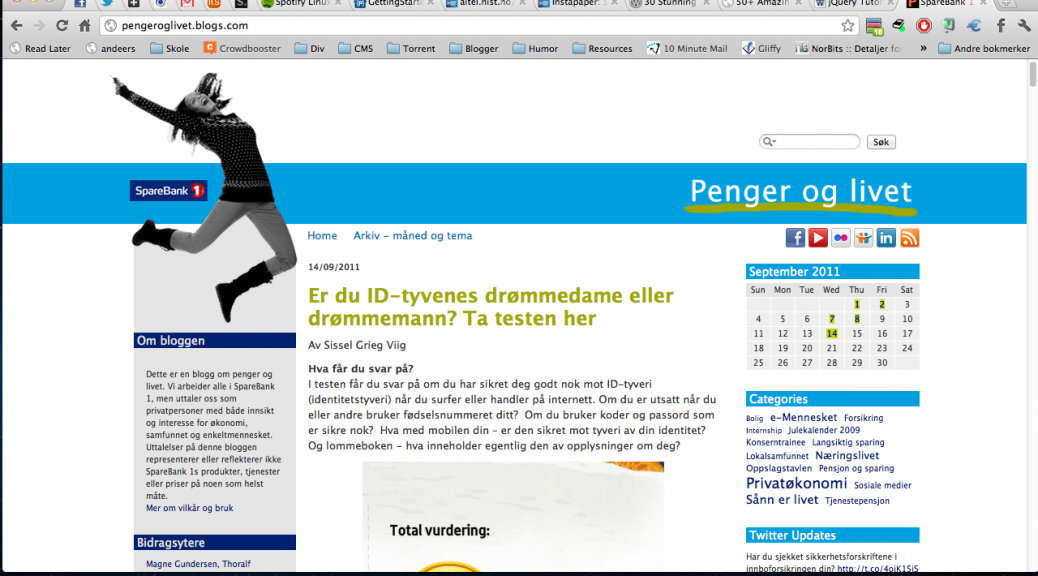 Spotify Linux
GettingStarte
aitel.hist.no/
Instapaper: S
30 Stunning
50+ Amazin
jQuery Tutor
SpareBank 1
pengeroglivet.blogs.com
Read Later
andeers
Skole
Crowdbooster
Div
CMS
Torrent
Blogger
Humor
Resources
10 Minute Mail
Gliffy
NorBits :: Detaljer fo
»
Andre bokmerker
Søk
SpareBank 1
Penger og livet
Home
Arkiv - måned og tema
14/09/2011
Er du ID-tyvenes drømmedame eller
drømmemann? Ta testen her
Av Sissel Grieg Viig
Hva får du svar på?
I testen får du svar på om du har sikret deg godt nok mot ID-tyveri
(identitetstyveri) når du surfer eller handler på internett. Om du er utsatt når du
eller andre bruker fødselsnummeret ditt?  Om du bruker koder og passord som
er sikre nok?  Hva med mobilen din - er den sikret mot tyveri av din identitet?
Og lommeboken - hva inneholder egentlig den av opplysninger om deg?
Total vurdering:
Om bloggen
Dette er en blogg om penger og
livet. Vi arbeider alle i SpareBank
1, men uttaler oss som
privatpersoner med både innsikt
og interesse for økonomi,
samfunnet og enkeltmennesket.
Uttalelser på denne bloggen
representerer eller reflekterer ikke
SpareBank 1s produkter, tjenester
eller priser på noen som helst
måte.
Mer om vilkår og bruk
Bidragsytere
Magne Gundersen, Thoralf
September 2011
Sun Mon Tue Wed Thu Fri Sat
1 2 3
4 5 6 7 8 9 10
11 12 13 14 15 16 17
18 19 20 21 22 23 24
25 26 27 28 29 30
Categories
Bolig e-Mennesket Forsikring
Internship Julekalender 2009
Konserntrainee Langsiktig sparing
Lokalsamfunnet Næringslivet
Oppslagstavlen Pensjon og sparing
Privatøkonomi Sosiale medier
Sånn er livet Tjenestepensjon
Twitter Updates
Har du sjekket sikkerhetsforskriftene i
innboforsikringen din? http://t.co/4ojK15jS